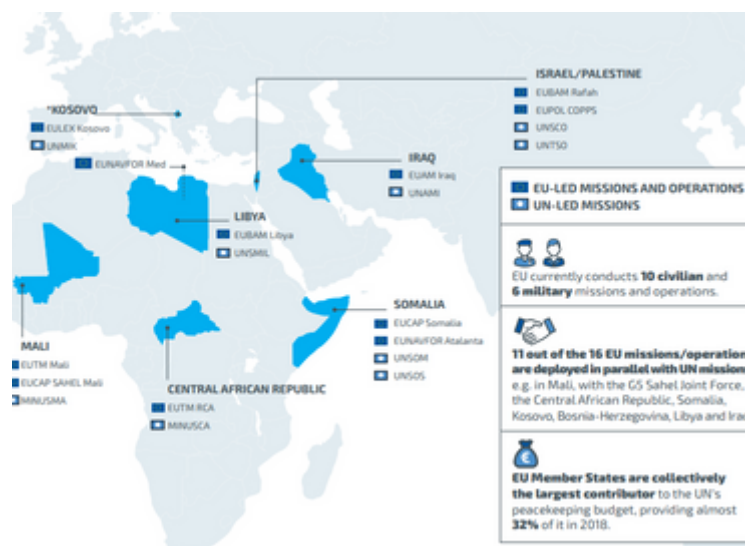 *KOSOVO
EULEX Kosovo
UNMIK
EUNAVFOR Med
ISRAEL/PALESTINE
EUBAM Rafah
EUPOL COPPS
UNSCO
UNTSO
IRAQ
EUAM Iraq
UNAMI
LIBYA
EUBAM Libya
UNSMIL
SOMALIA
EUCAP Somalia
EUNAVFOR Atalanta
UNSOM
UNSOS
MALI
EUTM Mali
EUCAP SAHEL Mali
MINUSMA
CENTRAL AFRICAN REPUBLIC
EUTM RCA
MINUSCA
EU-LED MISSIONS AND OPERATIONS
UN-LED MISSIONS
EU currently conducts 10 civilian and
6 military missions and operations.
11 out of the 16 EU missions/operation
are deployed in parallel with UN mission
e.g. in Mali, with the G5 Sahel Joint Force,
the Central African Republic, Somalia,
Kosovo, Bosnia-Herzegovina, Libya and Ira
EU Member States are collectively
the largest contributor to the UN's
peacekeeping budget, providing almost
32% of it in 2018.